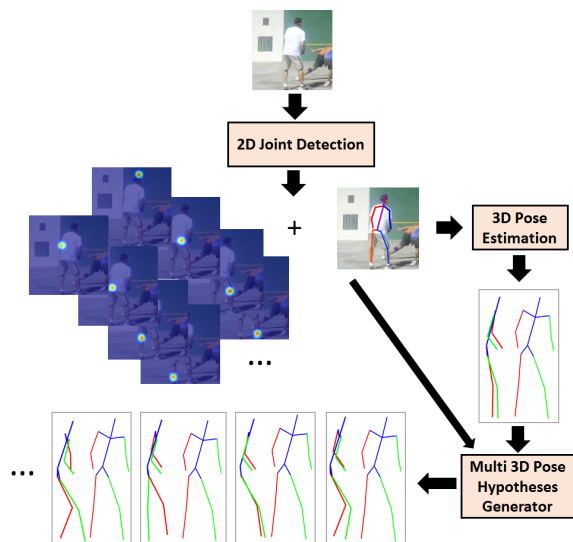 2D Joint Detection
+
3D Pose
Estimation
...
...
Multi 3D Pose
Hypotheses
Generator